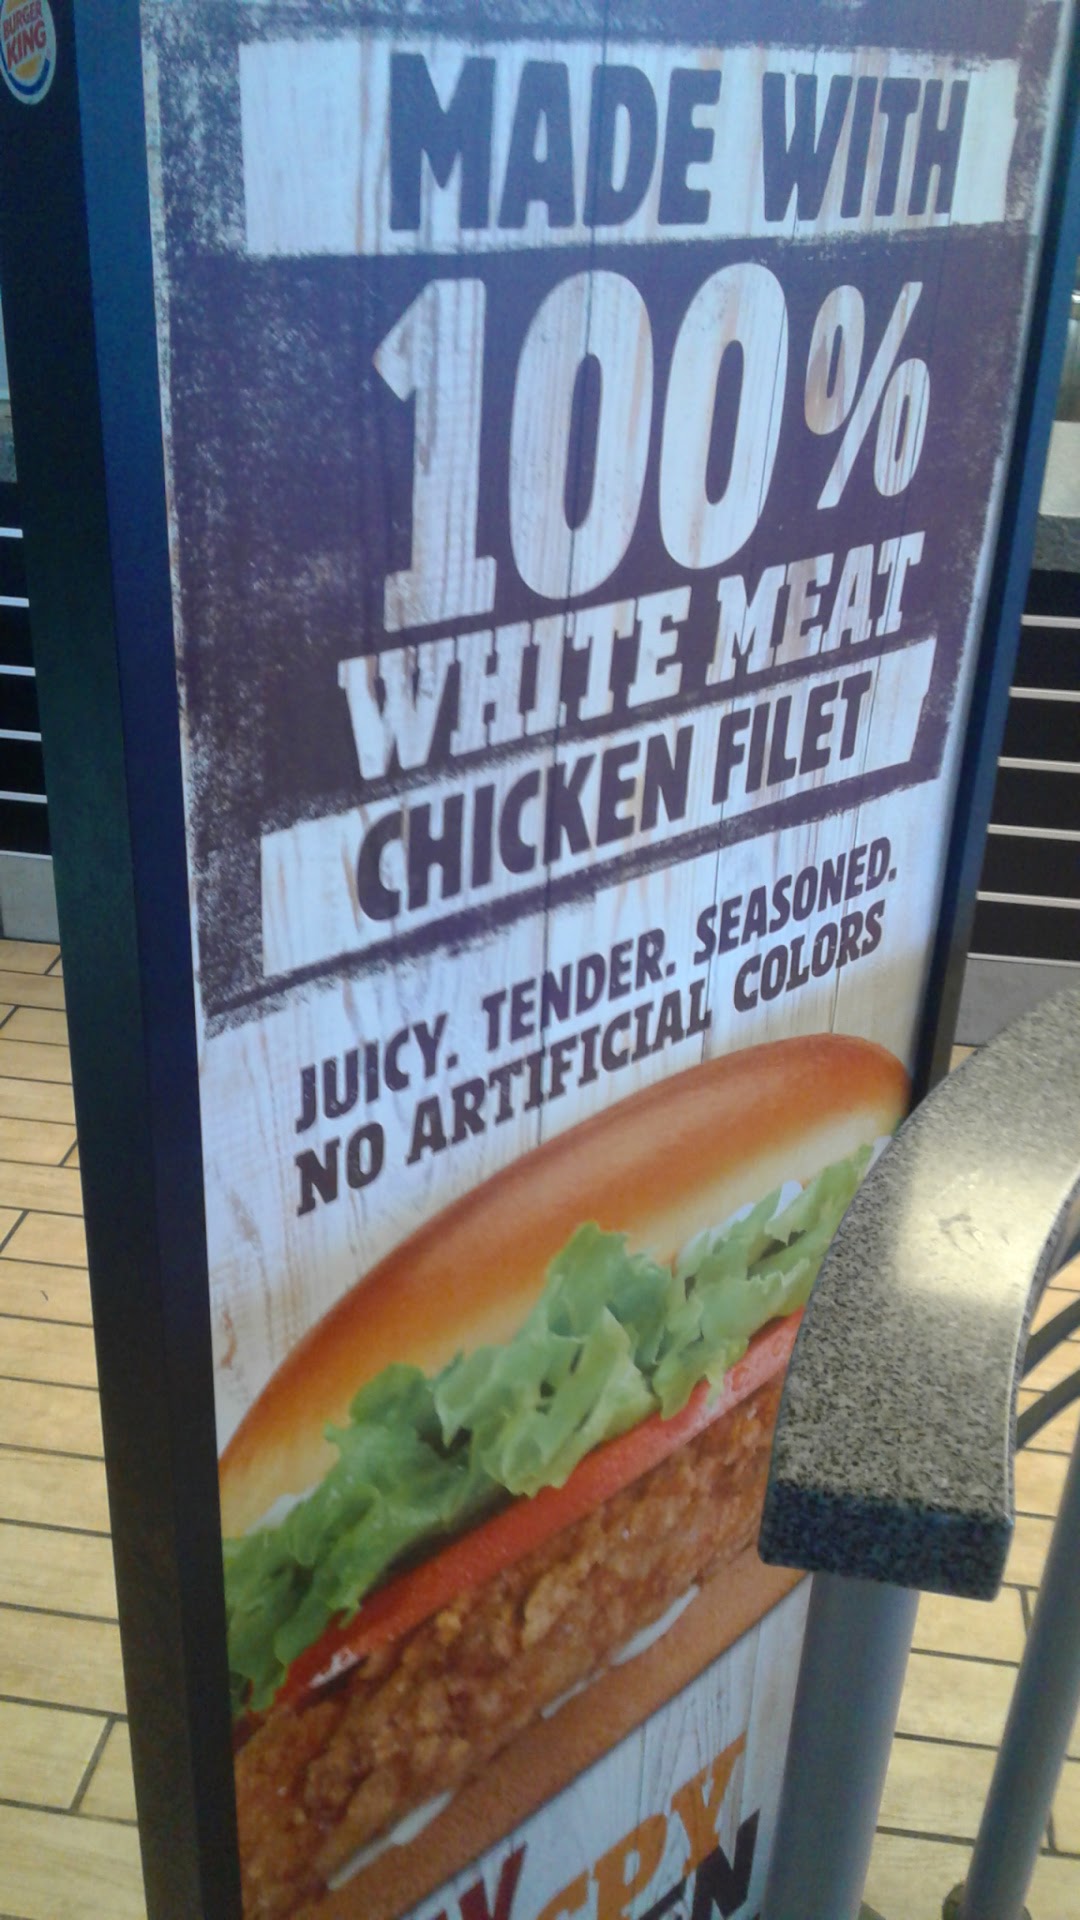 BURGER
KING
MADE WITH
100%
WHITE MEAT
CHICKEN FILET
JUICY. TENDER. SEASONED.
NO ARTIFICIAL COLORS